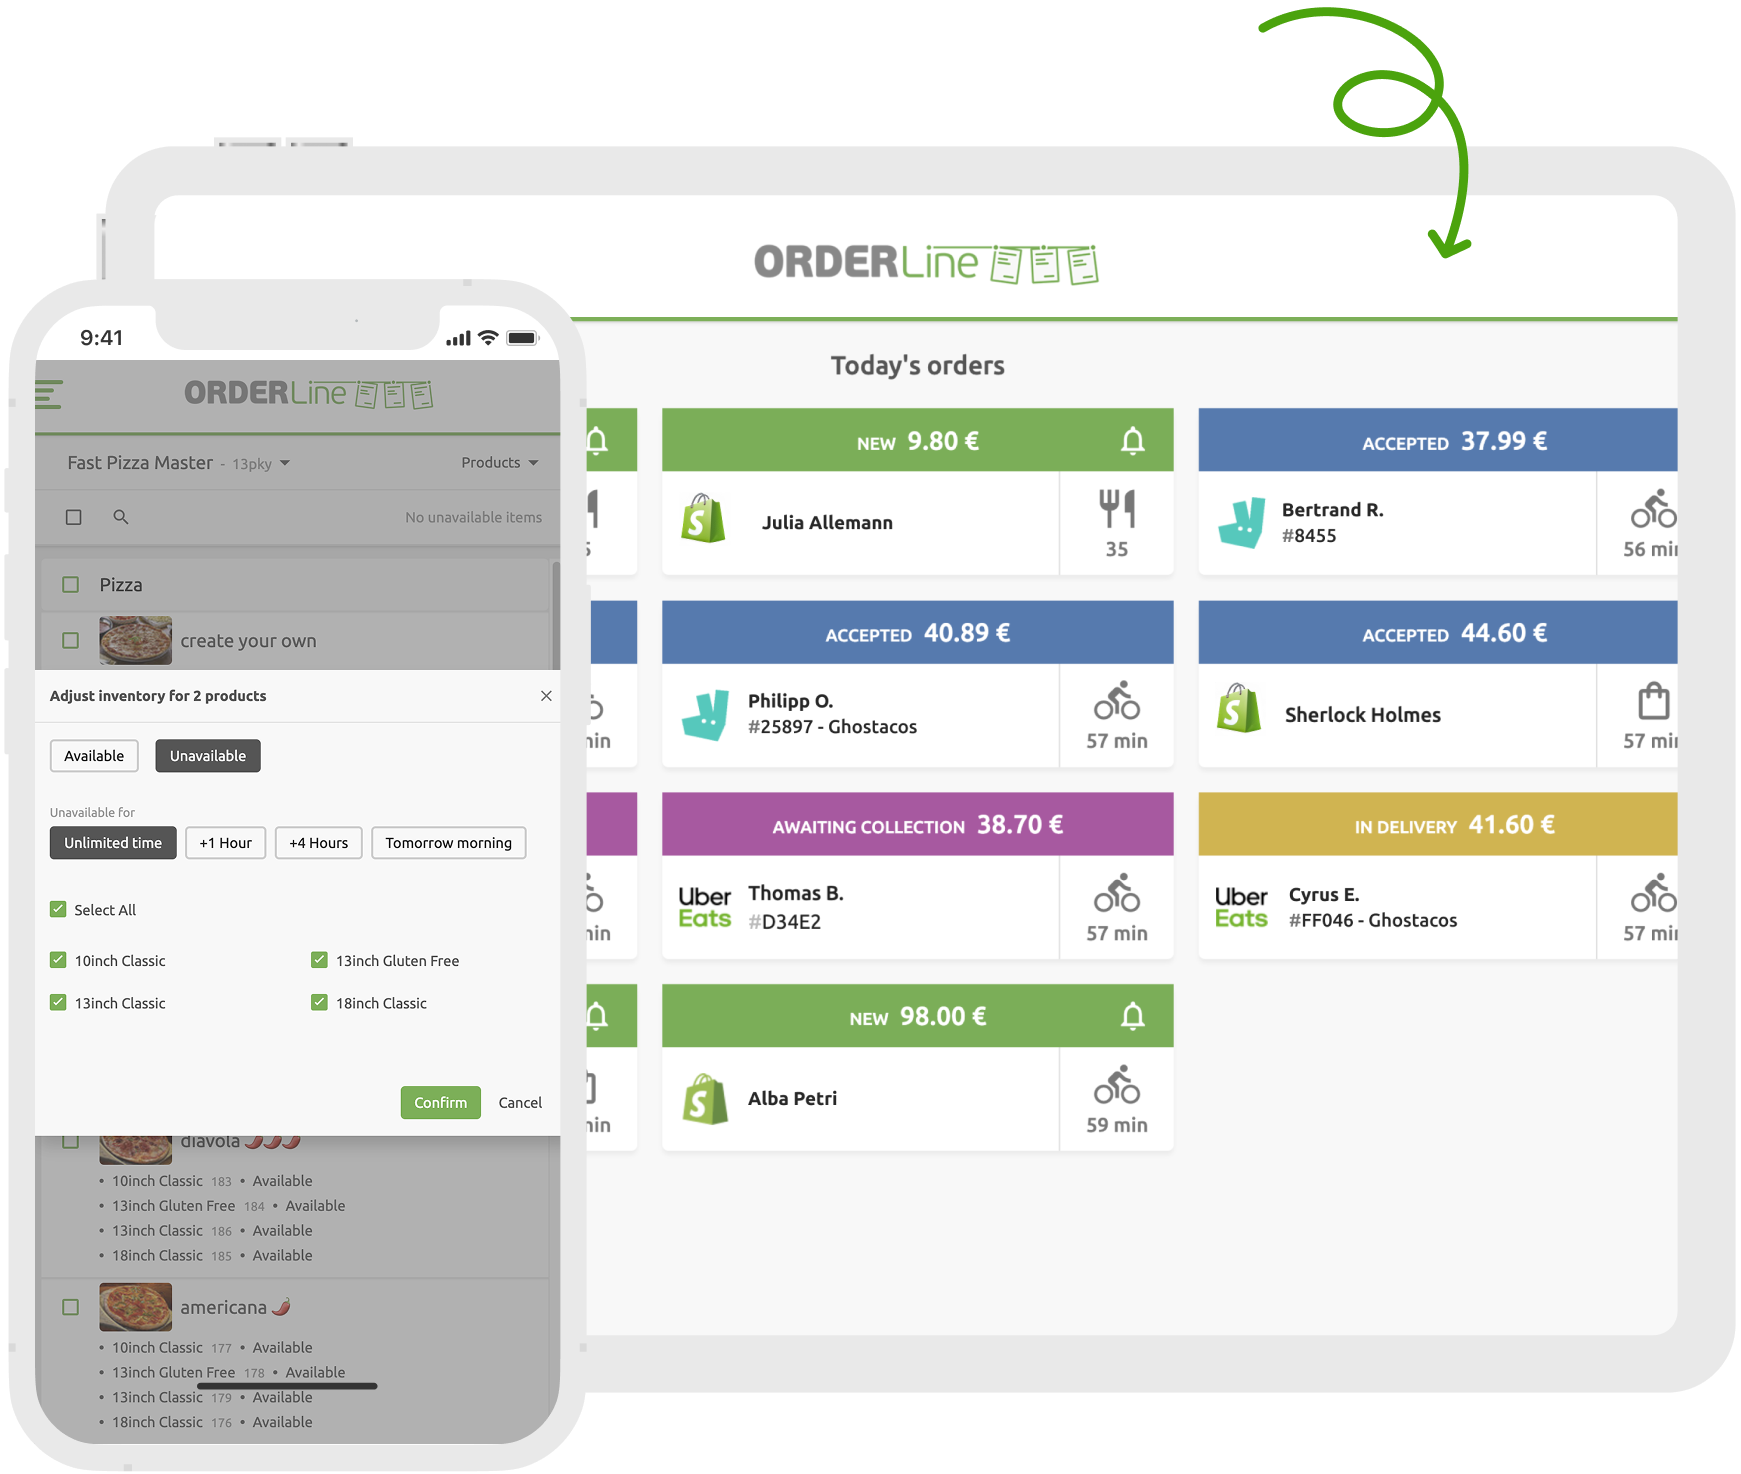 ORDERLine
Today's orders
NEW 9.80 €
Julia Allemann
35
ACCEPTED 37.99 €
Bertrand R.
#8455
56 min
ACCEPTED 40.89 €
Philipp O.
#25897 - Ghostacos
57 min
ACCEPTED 44.60 €
Sherlock Holmes
57 min
min
AWAITING COLLECTION 38.70 €
Uber Eats
Thomas B.
#D34E2
57 min
IN DELIVERY 41.60 €
Uber Eats
Cyrus E.
#FF046 - Ghostacos
57 min
min
NEW 98.00 €
Alba Petri
59 min
min
9:41
ORDERLine
Fast Pizza Master - 13pky
Products
No unavailable items
Pizza
create your own
Adjust inventory for 2 products
Available
Unavailable
Unavailable for
Unlimited time
+1 Hour
+4 Hours
Tomorrow morning
Select All
10inch Classic
13inch Gluten Free
13inch Classic
18inch Classic
Confirm
Cancel
diavola
• 10inch Classic 183 • Available
• 13inch Gluten Free 184 • Available
• 13inch Classic 186 • Available
• 18inch Classic 185 • Available
americana
• 10inch Classic 177 • Available
• 13inch Gluten Free 178 • Available
• 13inch Classic 179 • Available
• 18inch Classic 176 • Available